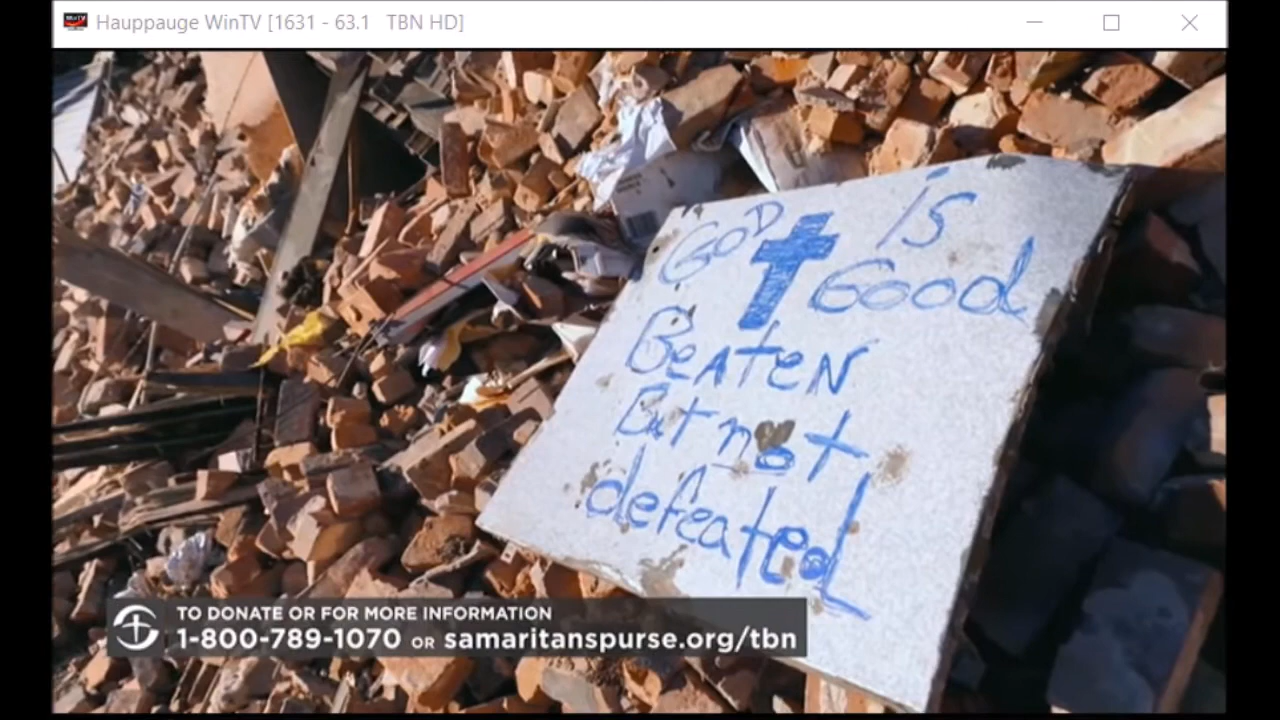 Hauppauge WinTV [1631 - 63.1 TBN HD]
GOD is
Good
BeATeN
But not
defeated
TO DONATE OR FOR MORE INFORMATION
1-800-789-1070 OR samaritanspurse.org/tbn